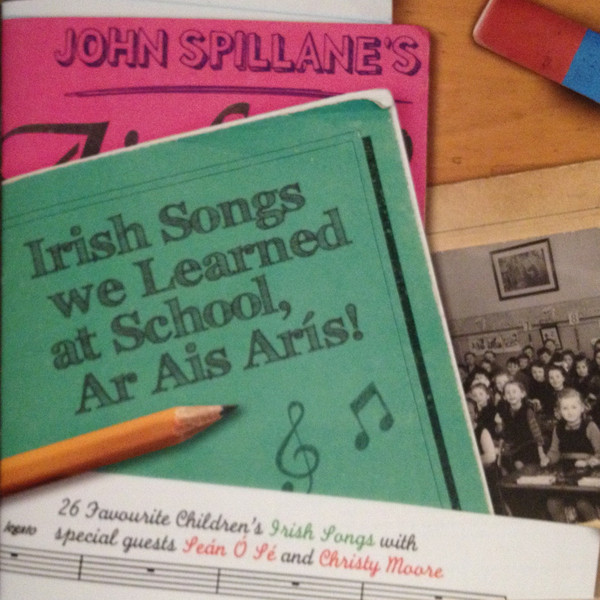 JOHN SPILLANE'S
Irish Songs
we Learned
at School,
Ar Ais Arís!
26 Favourite Children's Irish Songs with
legato
special guests Seán Ó Sé and Christy Moore